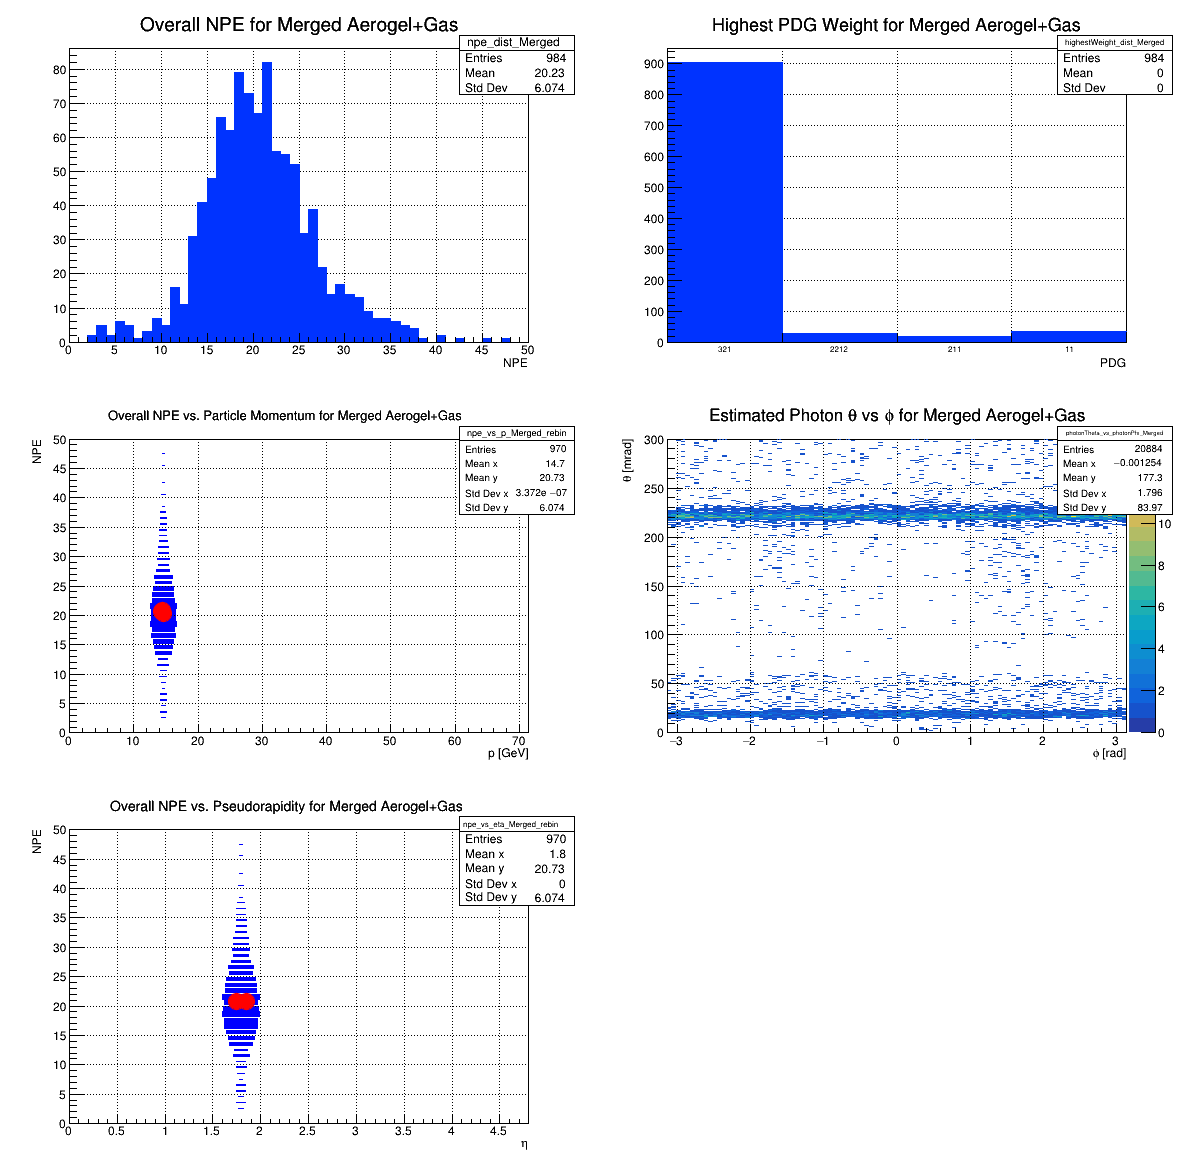 Overall NPE for Merged Aerogel+Gas
npe_dist_Merged
Entries 984
Mean 20.23
Std Dev 6.074
80
70
60
50
40
30
20
10
0
0 5 10 15 20 25 30 35 40 45 50
NPE
Highest PDG Weight for Merged Aerogel+Gas
highestWeight_dist_Merged
Entries 984
Mean 0
Std Dev 0
900
800
700
600
500
400
300
200
100
0
321 2212 211 11
PDG
Overall NPE vs. Particle Momentum for Merged Aerogel+Gas
npe_vs_p_Merged_rebin
Entries 970
Mean x 14.7
Mean y 20.73
Std Dev x 3.372e −07
Std Dev y 6.074
NPE
50
45
40
35
30
25
20
15
10
5
0
0 10 20 30 40 50 60 70
p [GeV]
Estimated Photon θ vs ϕ for Merged Aerogel+Gas
photonTheta_vs_photonPhi_Merged
Entries 20884
Mean x −0.001254
Mean y 177.3
Std Dev x 1.796
Std Dev y 83.97
θ [mrad]
300
250
200
150
100
50
0
−3 −2 −1 0 1 2 3
ϕ [rad]
10
8
6
4
2
0
Overall NPE vs. Pseudorapidity for Merged Aerogel+Gas
npe_vs_eta_Merged_rebin
Entries 970
Mean x 1.8
Mean y 20.73
Std Dev x 0
Std Dev y 6.074
NPE
50
45
40
35
30
25
20
15
10
5
0
0 0.5 1 1.5 2 2.5 3 3.5 4 4.5
η